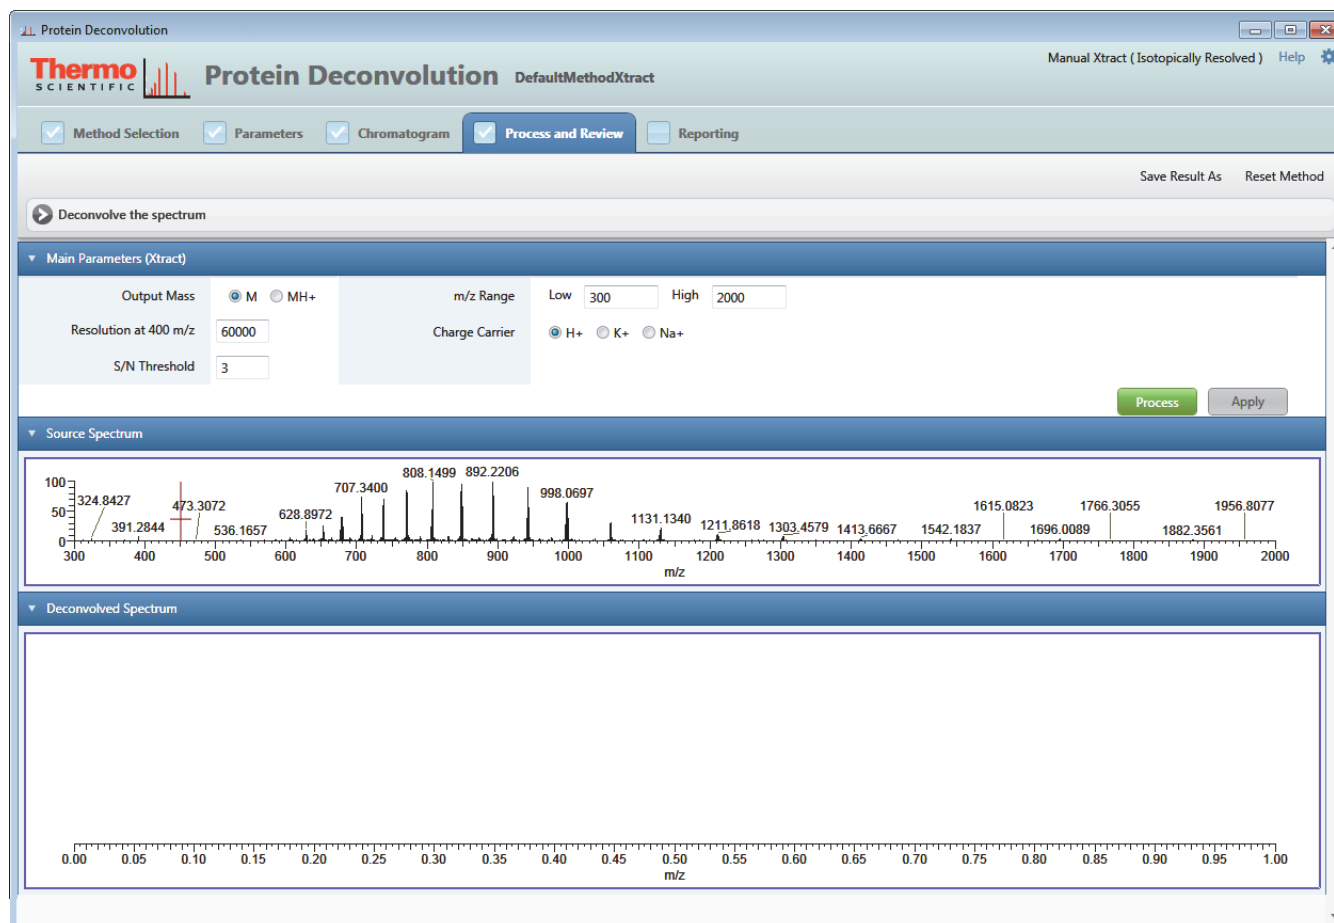 Protein Deconvolution
Thermo SCIENTIFIC Protein Deconvolution DefaultMethodXtract
Manual Xtract ( Isotopically Resolved ) Help
Method Selection Parameters Chromatogram Process and Review Reporting
Save Result As Reset Method
Deconvolve the spectrum
Main Parameters (Xtract)
Output Mass M MH+ m/z Range Low 300 High 2000
Resolution at 400 m/z 60000 Charge Carrier H+ K+ Na+
S/N Threshold 3
Process Apply
Source Spectrum
100 50 0
808.1499 892.2206
707.3400
324.8427 473.3072 628.8972 998.0697 1615.0823 1766.3055 1956.8077
391.2844 536.1657 1131.1340 1211.8618 1303.4579 1413.6667 1542.1837 1696.0089 1882.3561
300 400 500 600 700 800 900 1000 1100 1200 1300 1400 1500 1600 1700 1800 1900 2000
m/z
Deconvolved Spectrum
0.00 0.05 0.10 0.15 0.20 0.25 0.30 0.35 0.40 0.45 0.50 0.55 0.60 0.65 0.70 0.75 0.80 0.85 0.90 0.95 1.00
m/z